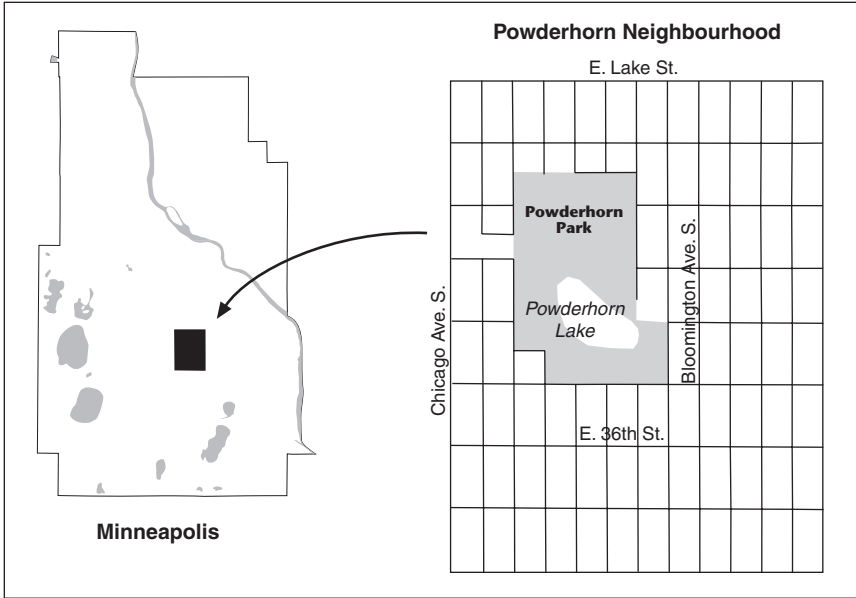 Powderhorn Neighbourhood
E. Lake St.
Powderhorn
Park
Powderhorn
Lake
Chicago Ave. S.
Bloomington Ave. S.
E. 36th St.
Minneapolis